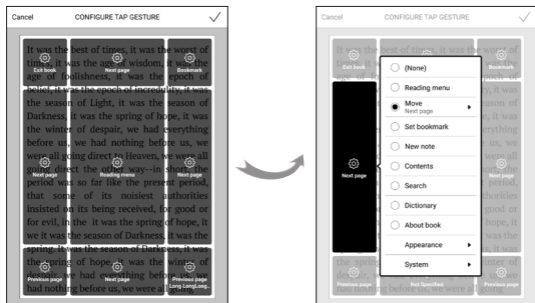 Cancel CONFIGURE TAP GESTURE
It was the best of times, it was the worst of
times, it was the age of wisdom, it was the
Exit book Next page Bookmark
age of foolishness, it was the epoch of
belief, it was the epoch of incredulity, it was
the season of Light, it was the season of
Darkness, it was the spring of hope, it was
the winter of despair, we had everything
before us, we had nothing before us, we
were all going direct to Heaven, we were all
going direct the other way--in short, the
Next page Reading menu Next page
period was so far like the present period,
that some of its noisiest authorities
insisted on its being received, for good or
for evil, in the it was the spring of hope, it
we it was the season of Darkness, it was the
spring. It was the season of Darkness, it was
the spring of hope, it was the winter of
despair, we had everything before us, we
Previous page Next page Previous page
Long LangLong..
had nothing before us, we were all going
Cancel CONFIGURE TAP GESTURE
Exit book Bookmark
(None)
Reading menu
Move
Next page
Set bookmark
New note
Contents
Next page
Next page
Search
Dictionary
About book
Appearance
System
Previous page Not Specified Previous page